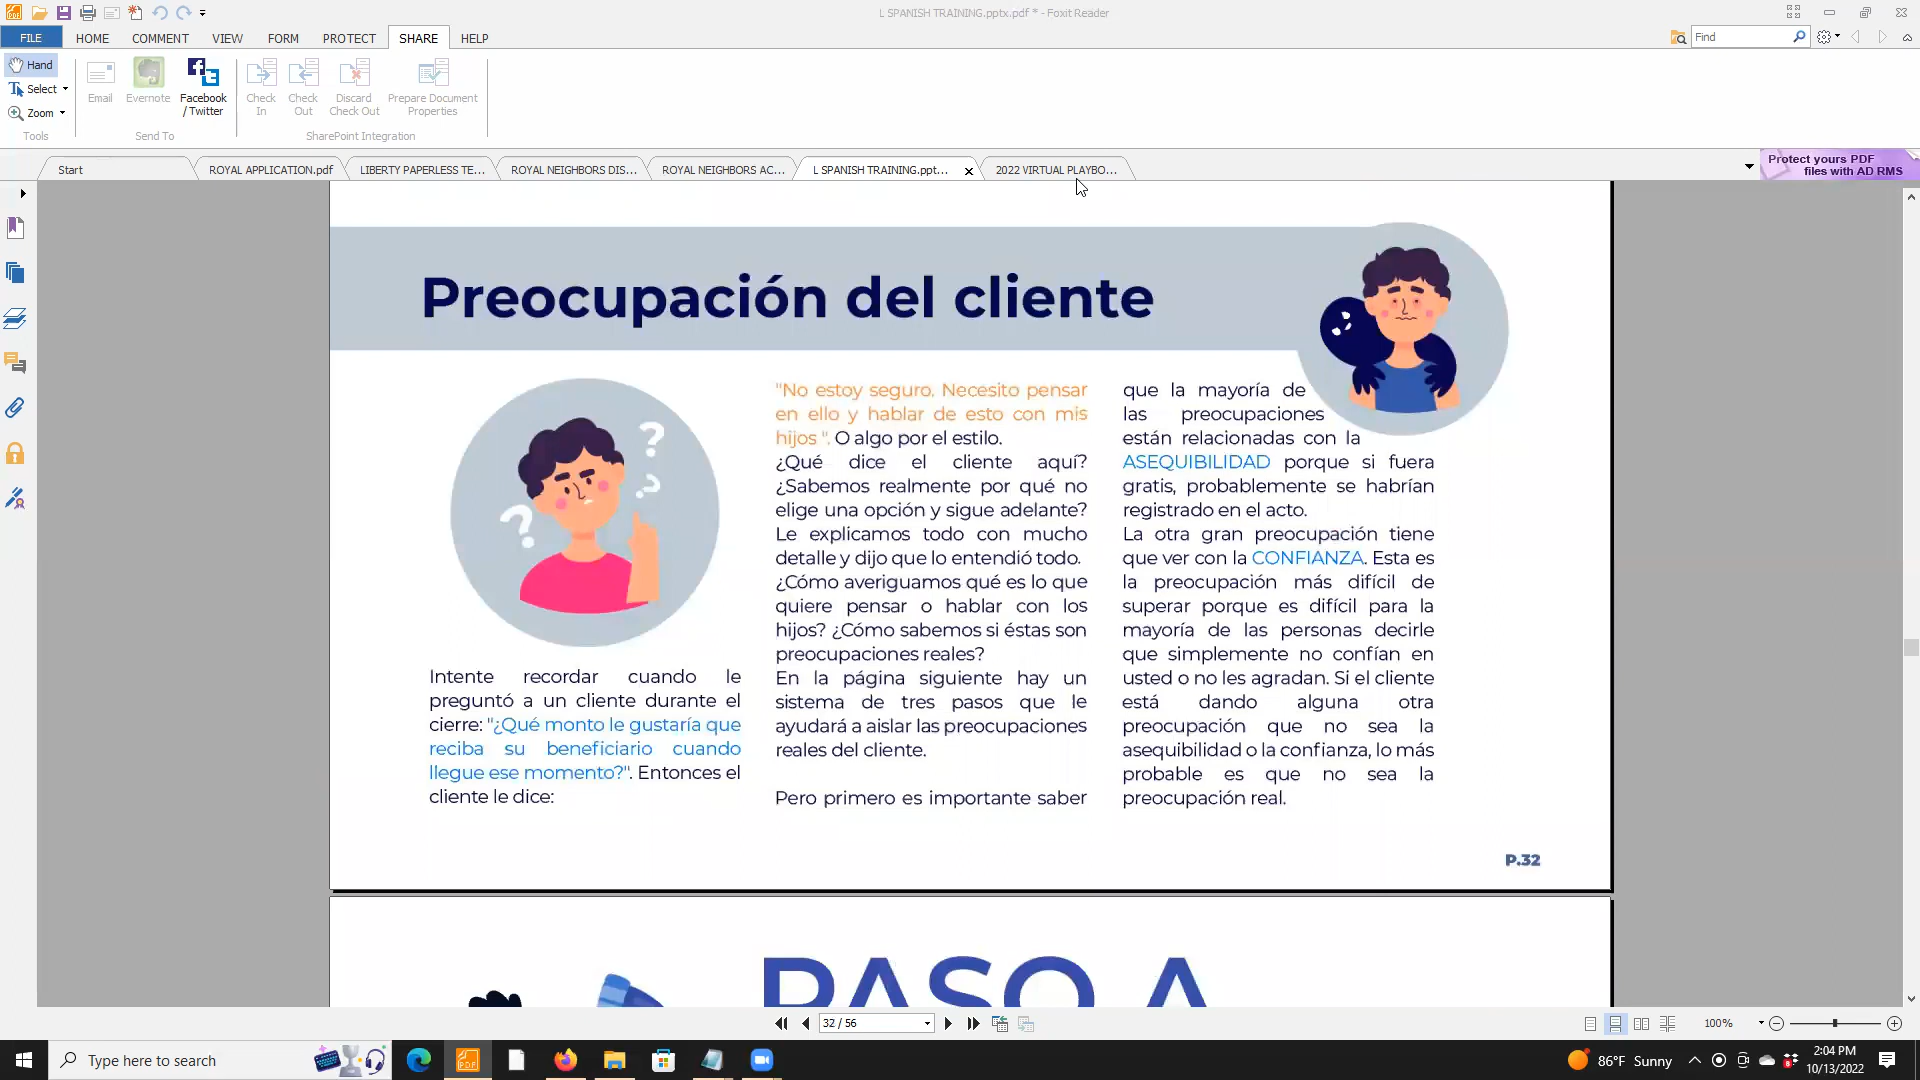 L SPANISH TRAINING.pptx.pdf * - Foxit Reader
FILE
HOME
COMMENT
VIEW
FORM
PROTECT
SHARE
HELP
Find
Hand
Select
Zoom
Tools
Email
Evernote
Facebook
/ Twitter
Send To
Check
In
Check
Out
Discard
Check Out
Prepare Document
Properties
SharePoint Integration
Start
ROYAL APPLICATION.pdf
LIBERTY PAPERLESS TE...
ROYAL NEIGHBORS DIS...
ROYAL NEIGHBORS AC...
L SPANISH TRAINING.ppt...
2022 VIRTUAL PLAYBO...
Protect yours PDF
files with AD RMS
Preocupación del cliente
Intente recordar cuando le
preguntó a un cliente durante el
cierre: "¿Qué monto le gustaría que
reciba su beneficiario cuando
llegue ese momento?". Entonces el
cliente le dice:
"No estoy seguro. Necesito pensar
en ello y hablar de esto con mis
hijos ". O algo por el estilo.
¿Qué dice el cliente aquí?
¿Sabemos realmente por qué no
elige una opción y sigue adelante?
Le explicamos todo con mucho
detalle y dijo que lo entendió todo.
¿Cómo averiguamos qué es lo que
quiere pensar o hablar con los
hijos? ¿Cómo sabemos si éstas son
preocupaciones reales?
En la página siguiente hay un
sistema de tres pasos que le
ayudará a aislar las preocupaciones
reales del cliente.
Pero primero es importante saber
que la mayoría de
las preocupaciones
están relacionadas con la
ASEQUIBILIDAD porque si fuera
gratis, probablemente se habrían
registrado en el acto.
La otra gran preocupación tiene
que ver con la CONFIANZA. Esta es
la preocupación más difícil de
superar porque es difícil para la
mayoría de las personas decirle
que simplemente no confían en
usted o no les agradan. Si el cliente
está dando alguna otra
preocupación que no sea la
asequibilidad o la confianza, lo más
probable es que no sea la
preocupación real.
P.32
PASO A
32 / 56
100%
Type here to search
86°F Sunny
2:04 PM
10/13/2022